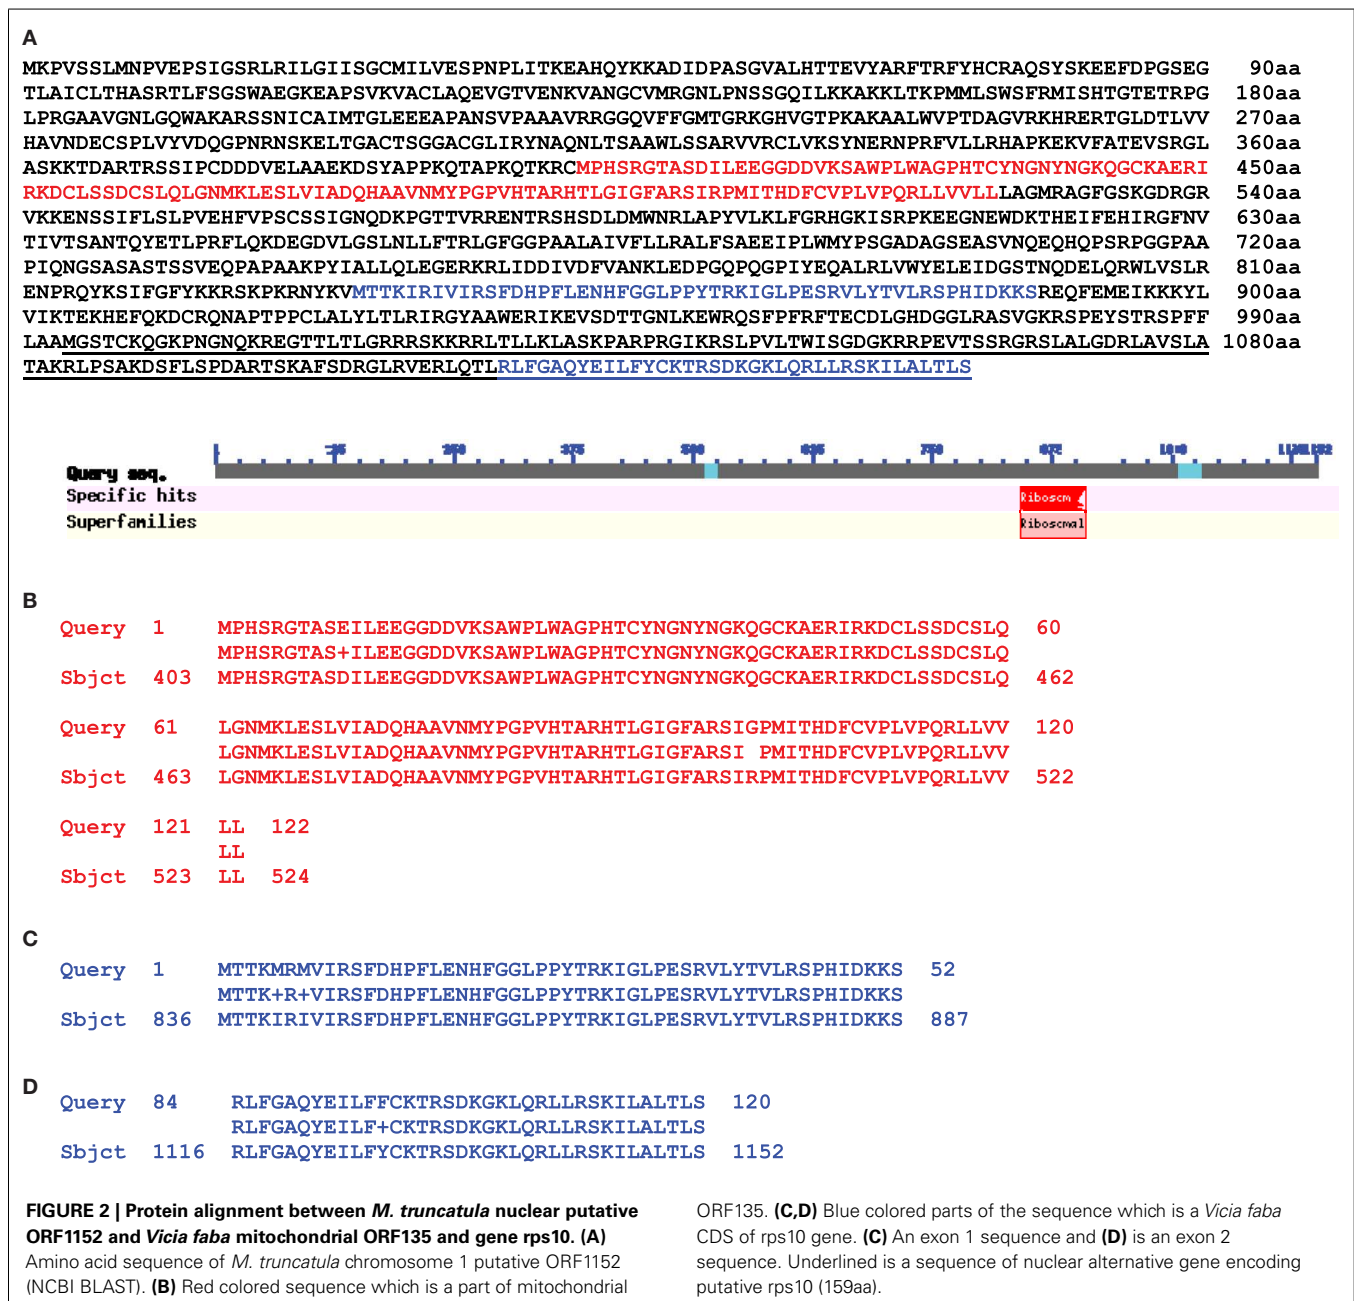 A
MKPVSSLMNPVEPSIGSRLRILGIISGCMILVESPNPLITKEAHQYKKADIDPASGVALHTTEVYARFTRFYHCRAQSYSKEEFDPGSEG 90aa
TLAICLTHASRTLFSGSWAEGKEAPSVKVACLAQEVGTVENKVANGCVMRGNLPNSSGQILKKAKKLTKPMMLSWSFRMISHTGTETRPG 180aa
LPRGAAVGNLGQWAKARSSNICAIMTGLEEEAPANSVPAAAVRRGGQVFFGMTGRKGHVGTPKAKAALWVPTDAGVRKHRERTGLDTLVV 270aa
HAVNDECSPLVYVDQGPNRNSKELTGACTSGGACGLIRYNAQNLTSAAWLSSARVVRCLVKSYNERNPRFVLLRHAPKEKVFATEVSRGL 360aa
ASKKTDARTRSSIPCDDDVELAAEKDSYAPPKQTAPKQTKRCMPHSRGTASDILEEGGDDVKSAWPLWAGPHTCYNGNYNGKQGCKAERI 450aa
RKDCLSSDCSLQLGNMKLESLVIADQHAAVNMYPGPVHTARHTLGIGFARSIRPMITHDFCVPLVPQRLLVVLLLAGMRAGFGSKGDRGR 540aa
VKKENSSIFLSLPVEHFVPSCSSIGNQDKPGTTVRRENTRSHSDLDMWNRLAPYVLKLFGRHGKISRPKEEGNEWDKTHEIFEHIRGFNV 630aa
TIVTSANTQYETLPRFLQKDEGDVLGSLNLLFTRLGFGGPAALAIVFLLRALFSAEEIPLWMYPSGADAGSEASVNQEQHQPSRPGGPAA 720aa
PIQNGSASASTSSVEQPAPAAKPYIALLQLEGERKRLIDDIVDFVANKLEDPGQPQGPIYEQALRLVWYELEIDGSTNQDELQRWLVSLR 810aa
ENPRQYKSIFGFYKKRSKPKRNYKVMTTKIRIVIRSFDHPFLENHFGGLPPYTRKIGLPESRVLYTVLRSPHIDKKSREQFEMEIKKKYL 900aa
VIKTEKHEFQKDCRQNAPTPPCLALYLTLRIRGYAAWERIKEVSDTTGNLKEWRQSFPFRFTECDLGHDGGLRASVGKRSPEYSTRSPFF 990aa
LAAMGSTCKQGKPNGNQKREGTTLTLGRRRSKKRRLTLLKLASKPARPRGIKRSLPVLTWISGDGKRRPEVTSSRGRSLALGDRLAVSLA 1080aa
TAKRLPSAKDSFLSPDARTSKAFSDRGLRVERLQTLRLFGAQYEILFYCKTRSDKGKLQRLLRSKILALTLS
Query seq.
Specific hits
Riboscm
Superfamilies
Riboscmal
B
Query 1 MPHSRGTASEILEEGGDDVKSAWPLWAGPHTCYNGNYNGKQGCKAERIRKDCLSSDCSLQ 60
MPHSRGTAS+ILEEGGDDVKSAWPLWAGPHTCYNGNYNGKQGCKAERIRKDCLSSDCSLQ
Sbjct 403 MPHSRGTASDILEEGGDDVKSAWPLWAGPHTCYNGNYNGKQGCKAERIRKDCLSSDCSLQ 462
Query 61 LGNMKLESLVIADQHAAVNMYPGPVHTARHTLGIGFARSIGPMITHDFCVPLVPQRLLVV 120
LGNMKLESLVIADQHAAVNMYPGPVHTARHTLGIGFARSI PMITHDFCVPLVPQRLLVV
Sbjct 463 LGNMKLESLVIADQHAAVNMYPGPVHTARHTLGIGFARSIRPMITHDFCVPLVPQRLLVV 522
Query 121 LL 122
LL
Sbjct 523 LL 524
C
Query 1 MTTKMRMVIRSFDHPFLENHFGGLPPYTRKIGLPESRVLYTVLRSPHIDKKS 52
MTTK+R+VIRSFDHPFLENHFGGLPPYTRKIGLPESRVLYTVLRSPHIDKKS
Sbjct 836 MTTKIRIVIRSFDHPFLENHFGGLPPYTRKIGLPESRVLYTVLRSPHIDKKS 887
D
Query 84 RLFGAQYEILFFCKTRSDKGKLQRLLRSKILALTLS 120
RLFGAQYEILF+CKTRSDKGKLQRLLRSKILALTLS
Sbjct 1116 RLFGAQYEILFYCKTRSDKGKLQRLLRSKILALTLS 1152
FIGURE 2 | Protein alignment between M. truncatula nuclear putative
ORF1152 and Vicia faba mitochondrial ORF135 and gene rps10. (A)
Amino acid sequence of M. truncatula chromosome 1 putative ORF1152
(NCBI BLAST). (B) Red colored sequence which is a part of mitochondrial
ORF135. (C,D) Blue colored parts of the sequence which is a Vicia faba
CDS of rps10 gene. (C) An exon 1 sequence and (D) is an exon 2
sequence. Underlined is a sequence of nuclear alternative gene encoding
putative rps10 (159aa).